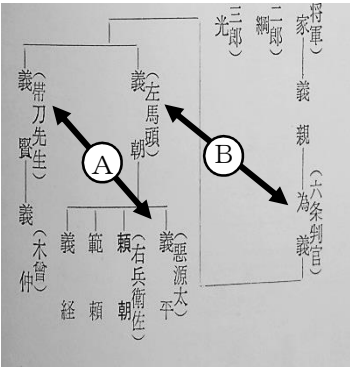 将軍
家 義 親 為 義
(六条判官)
二郎
綱
三郎
光
(左馬頭)
義 朝
(帯刀先生)
義 賢 義 仲
(木曾)
(悪源太)
義 平
頼 朝
(右兵衛佐)
範 頼
義 経
A
B